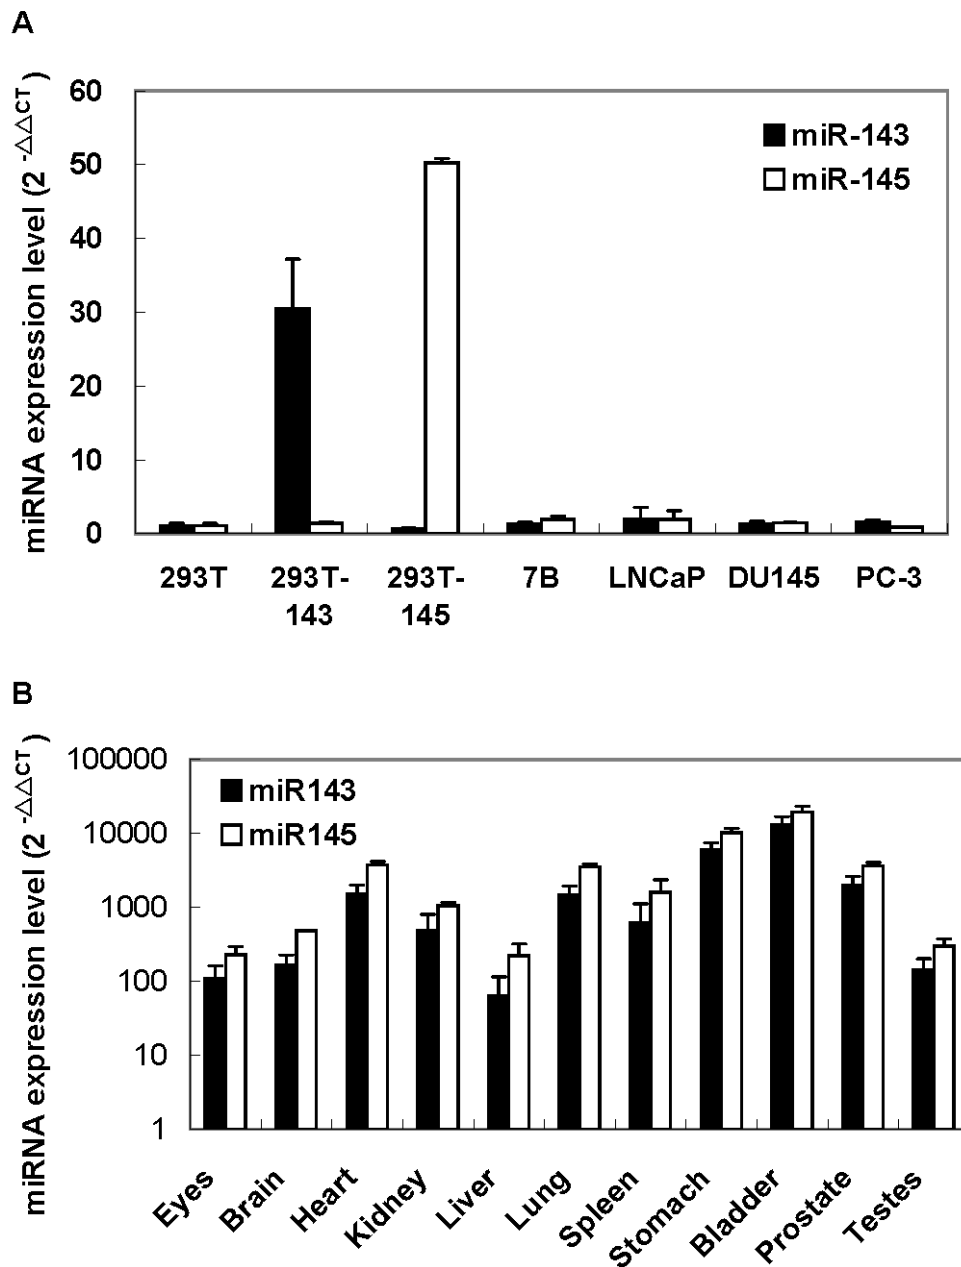 A
miRNA expression level (2 -△△CT )
60
50
40
30
20
10
0
miR-143
miR-145
293T
293T-
143
293T-
145
7B
LNCaP
DU145
PC-3
B
miRNA expression level (2 -△△CT )
100000
10000
1000
100
10
1
miR143
miR145
Eyes
Brain
Heart
Kidney
Liver
Lung
Spleen
Stomach
Bladder
Prostate
Testes